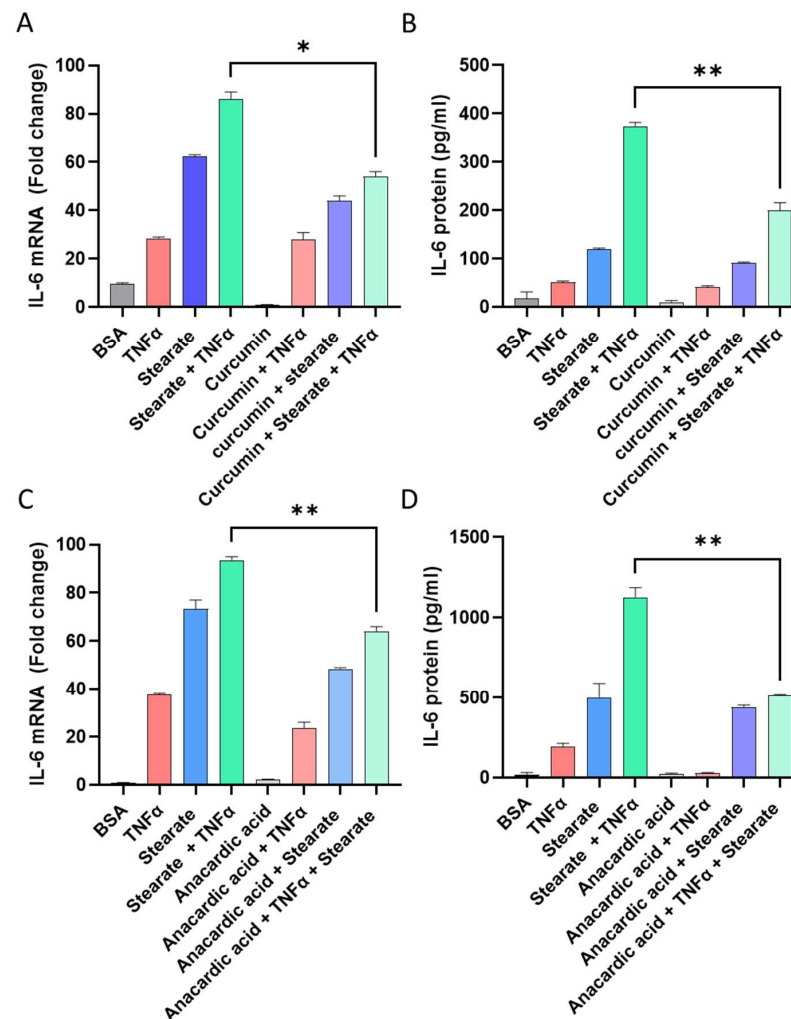 A
IL-6 mRNA (Fold change)
100
80
60
40
20
0
*
BSA
TNFα
Stearate
Stearate + TNFα
Curcumin
Curcumin + TNFα
curcumin + stearate
Curcumin + Stearate + TNFα
B
IL-6 protein (pg/ml)
500
400
300
200
100
0
**
BSA
TNFα
Stearate
Stearate + TNFα
Curcumin
Curcumin + TNFα
curcumin + Stearate
Curcumin + Stearate + TNFα
C
IL-6 mRNA (Fold change)
100
80
60
40
20
0
**
BSA
TNFα
Stearate
Stearate + TNFα
Anacardic acid
Anacardic acid + TNFα
Anacardic acid + Stearate
Anacardic acid + TNFα + Stearate
D
IL-6 protein (pg/ml)
1500
1000
500
0
**
BSA
TNFα
Stearate
Stearate + TNFα
Anacardic acid
Anacardic acid + TNFα
Anacardic acid + Stearate
Anacardic acid + TNFα + Stearate